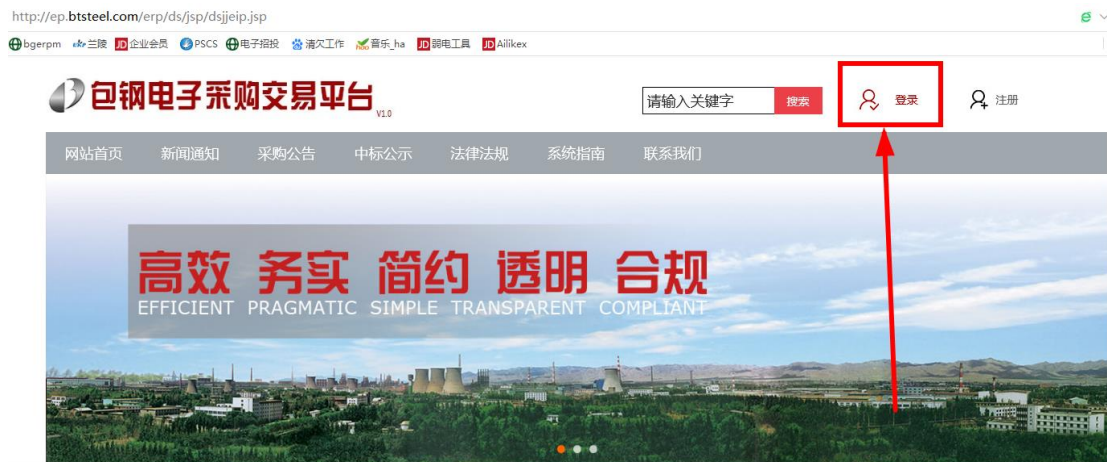 http://ep.btsteel.com/erp/ds/jsp/dsjjeip.jsp
bgerpm 兰陵 JD 企业会员 PSCS 电子招投 清欠工作 音乐_ha JD 弱电工具 JD Ailikex
包钢电子采购交易平台 V1.0
请输入关键字 搜索 登录 注册
网站首页 新闻通知 采购公告 中标公示 法律法规 系统指南 联系我们
高效 务实 简约 透明 合规
EFFICIENT PRAGMATIC SIMPLE TRANSPARENT COMPLIANT